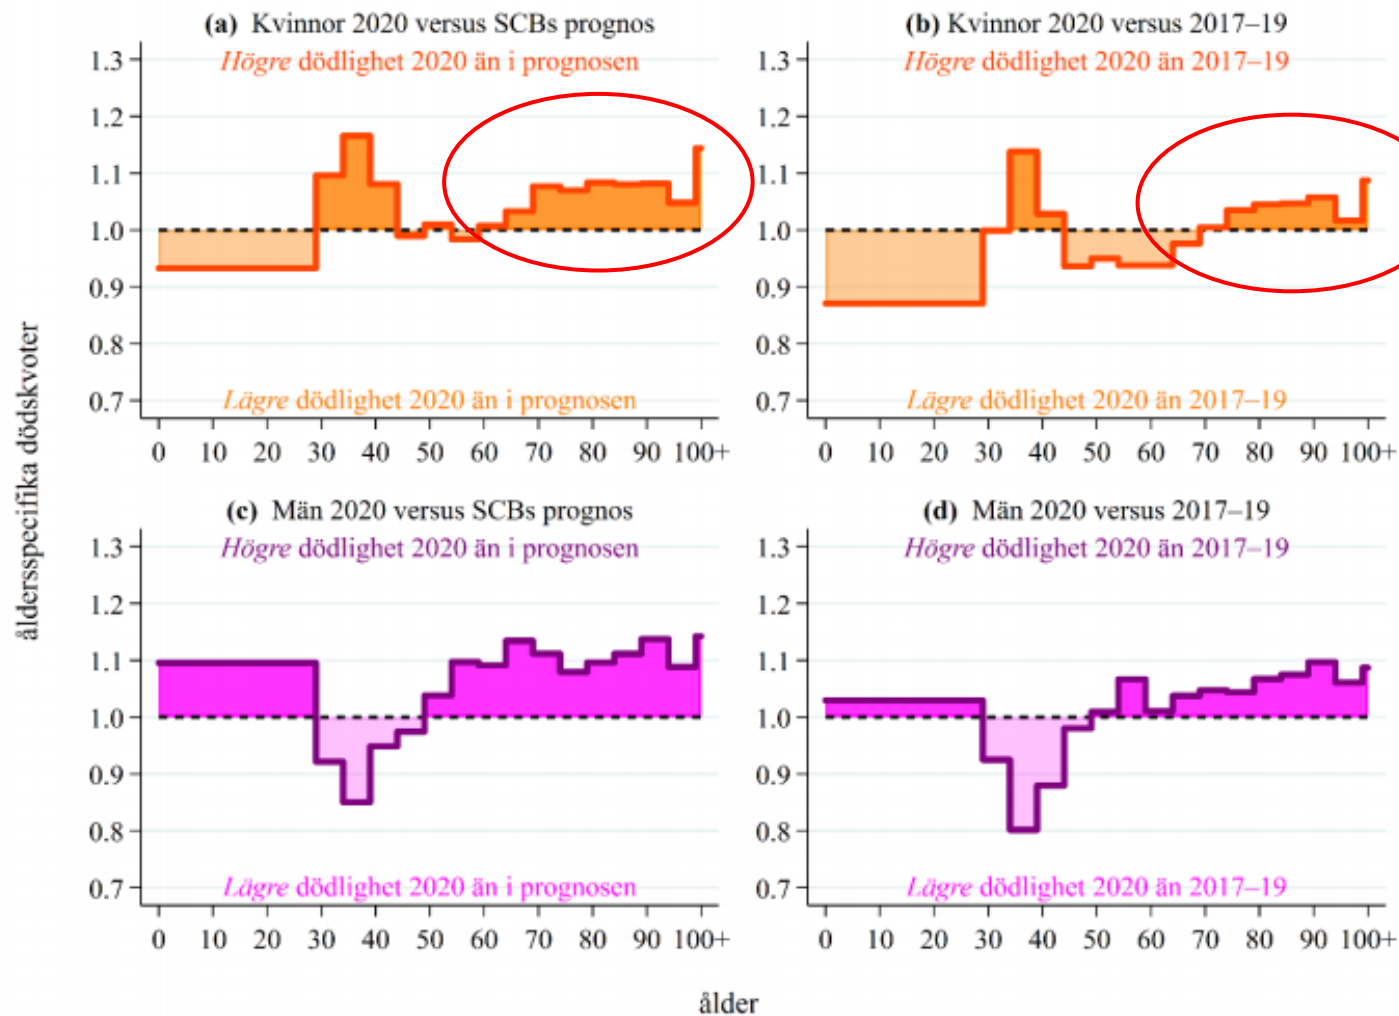 (a) Kvinnor 2020 versus SCBs prognos
Högre dödlighet 2020 än i prognosen
1.3
1.2
1.1
1.0
0.9
0.8
0.7
Lägre dödlighet 2020 än i prognosen
0 10 20 30 40 50 60 70 80 90 100+
(b) Kvinnor 2020 versus 2017–19
Högre dödlighet 2020 än 2017–19
1.3
1.2
1.1
1.0
0.9
0.8
0.7
Lägre dödlighet 2020 än 2017–19
0 10 20 30 40 50 60 70 80 90 100+
åldersspecifika dödskvoter
(c) Män 2020 versus SCBs prognos
Högre dödlighet 2020 än i prognosen
1.3
1.2
1.1
1.0
0.9
0.8
0.7
Lägre dödlighet 2020 än i prognosen
0 10 20 30 40 50 60 70 80 90 100+
(d) Män 2020 versus 2017–19
Högre dödlighet 2020 än 2017–19
1.3
1.2
1.1
1.0
0.9
0.8
0.7
Lägre dödlighet 2020 än 2017–19
0 10 20 30 40 50 60 70 80 90 100+
ålder